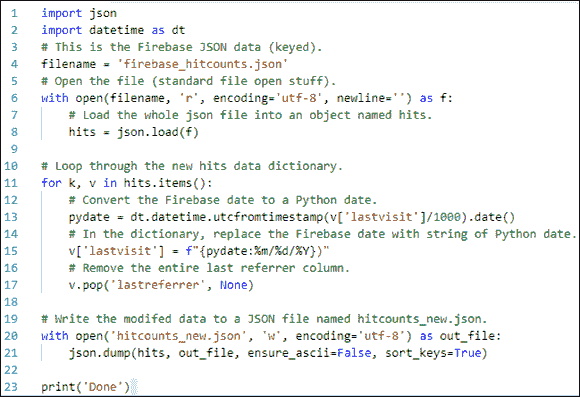 1 import json
2 import datetime as dt
3 # This is the Firebase JSON data (keyed).
4 filename = 'firebase_hitcounts.json'
5 # Open the file (standard file open stuff).
6 with open(filename, 'r', encoding='utf-8', newline='') as f:
7     # Load the whole json file into an object named hits.
8     hits = json.load(f)
9
10 # Loop through the new hits data dictionary.
11 for k, v in hits.items():
12     # Convert the Firebase date to a Python date.
13     pydate = dt.datetime.utcfromtimestamp(v['lastvisit']/1000).date()
14     # In the dictionary, replace the Firebase date with string of Python date.
15     v['lastvisit'] = f"{pydate:%m/%d/%Y})"
16     # Remove the entire last referrer column.
17     v.pop('lastreferrer', None)
18
19 # Write the modifed data to a JSON file named hitcounts_new.json.
20 with open('hitcounts_new.json', 'w', encoding='utf-8') as out_file:
21     json.dump(hits, out_file, ensure_ascii=False, sort_keys=True)
22
23 print('Done')